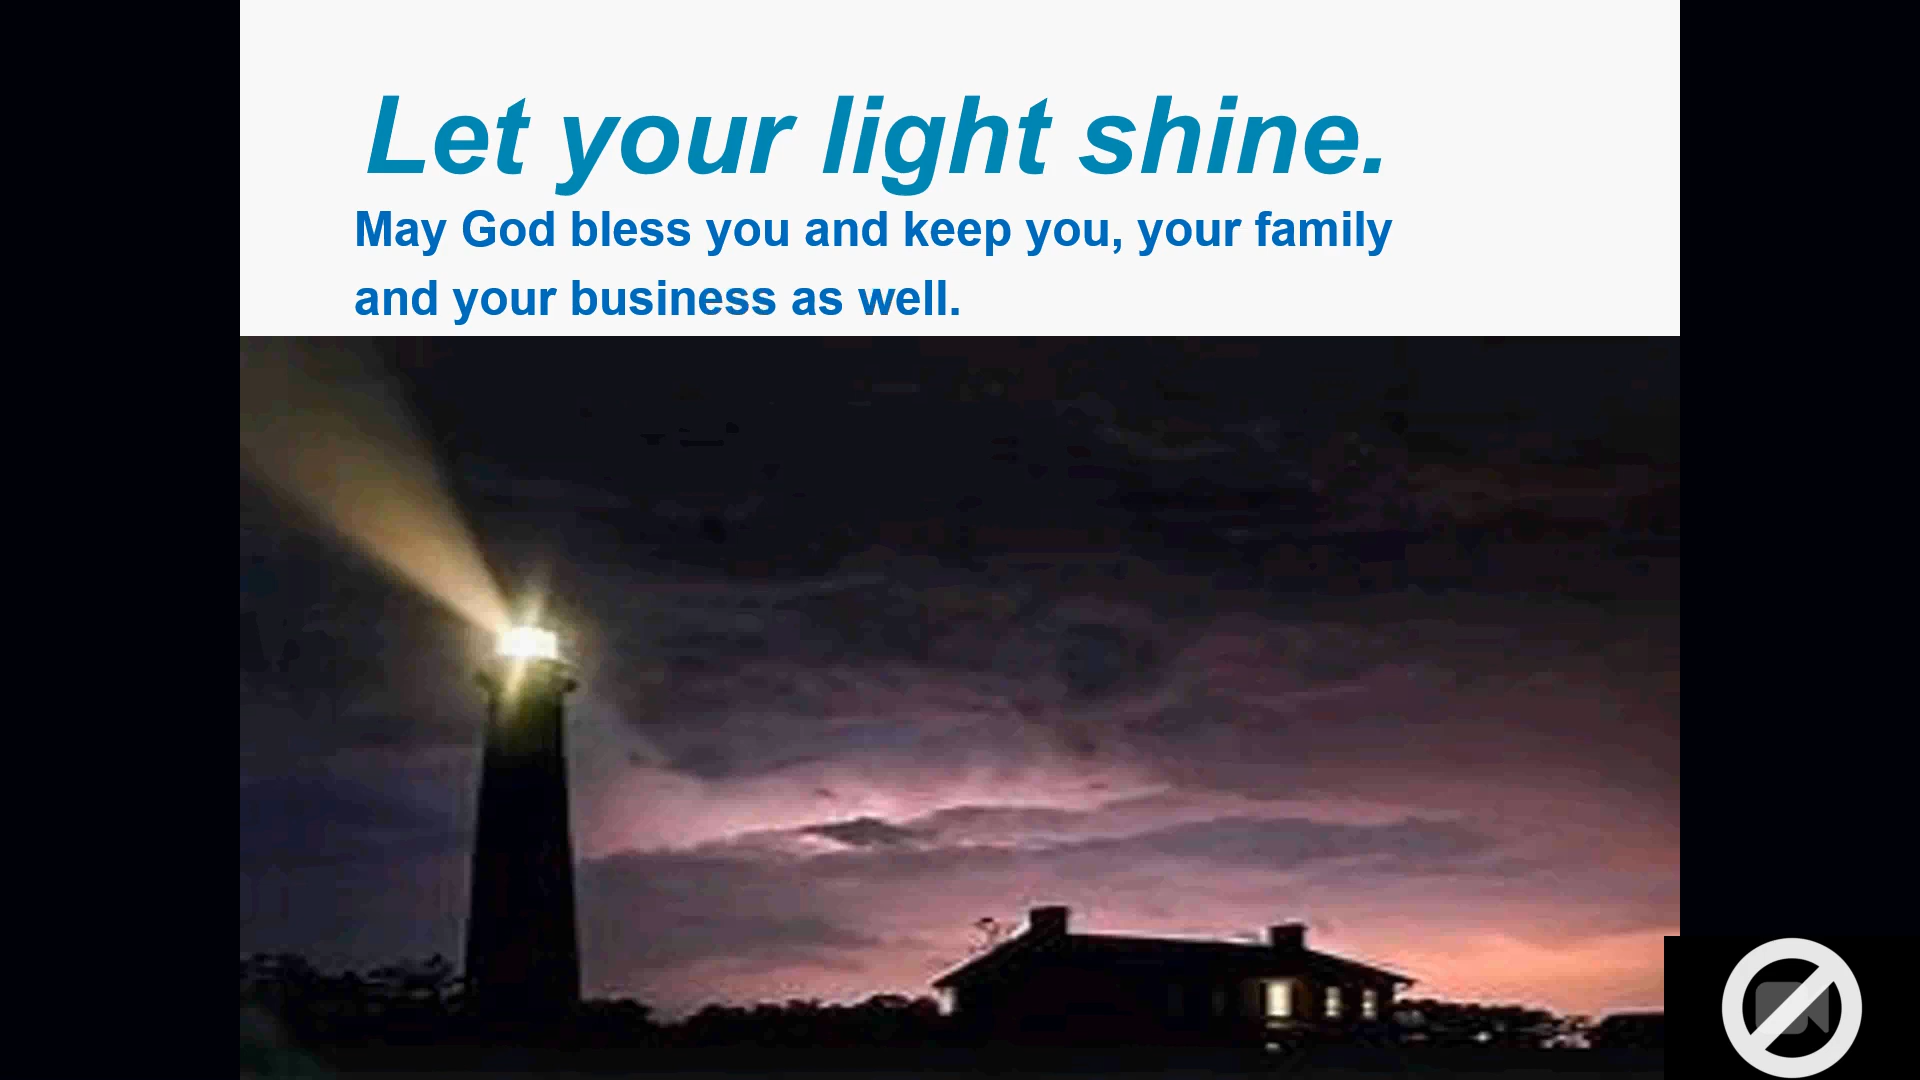 Let your light shine.
May God bless you and keep you, your family
and your business as well.